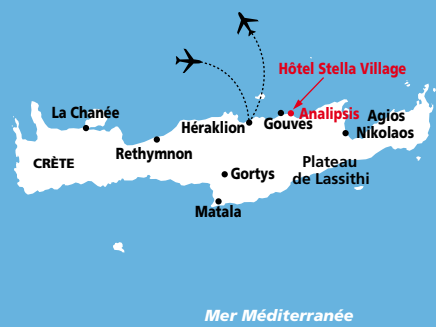 Hôtel Stella Village
La Chanée
Analipsis
Agios
Nikolaos
Héraklion
Gouves
Rethymnon
CRÈTE
Plateau
de Lassithi
Gortys
Matala
Mer Méditerranée